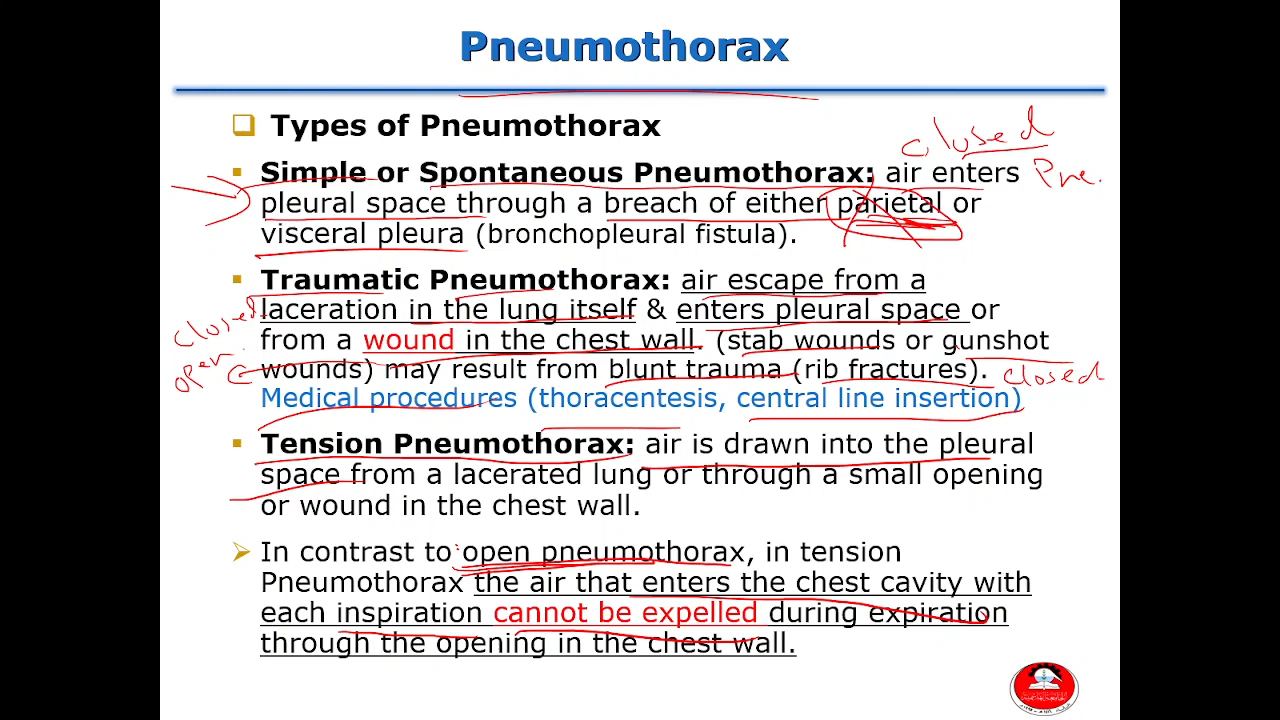 Pneumothorax
Types of Pneumothorax
closed
Simple or Spontaneous Pneumothorax: air enters
Pne.
pleural space through a breach of either parietal or
visceral pleura (bronchopleural fistula).
Traumatic Pneumothorax: air escape from a
laceration in the lung itself & enters pleural space or
closed
from a wound in the chest wall. (stab wounds or gunshot
open
wounds) may result from blunt trauma (rib fractures).
closed
Medical procedures (thoracentesis, central line insertion)
Tension Pneumothorax: air is drawn into the pleural
space from a lacerated lung or through a small opening
or wound in the chest wall.
In contrast to open pneumothorax, in tension
Pneumothorax the air that enters the chest cavity with
each inspiration cannot be expelled during expiration
through the opening in the chest wall.